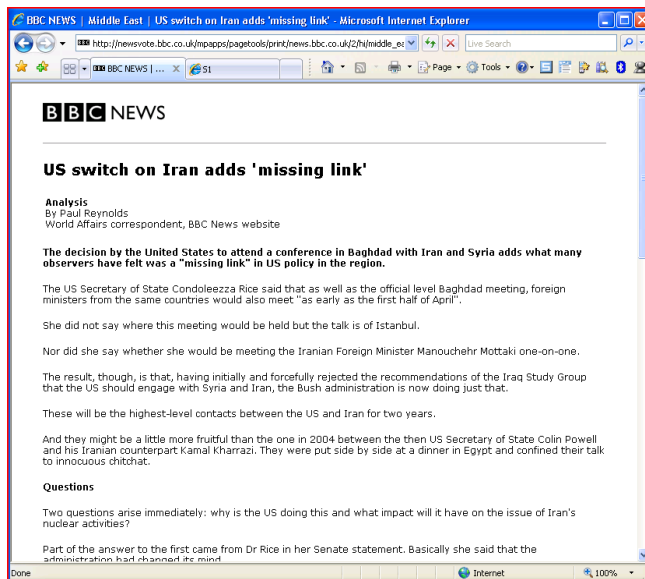 BBC NEWS | Middle East | US switch on Iran adds 'missing link' - Microsoft Internet Explorer
http://newsvote.bbc.co.uk/mpapps/pagetools/print/news.bbc.co.uk/2/hi/middle_ea
Live Search
BBC NEWS | ... X S1 Page Tools
BBC NEWS
US switch on Iran adds 'missing link'
Analysis
By Paul Reynolds
World Affairs correspondent, BBC News website
The decision by the United States to attend a conference in Baghdad with Iran and Syria adds what many
observers have felt was a "missing link" in US policy in the region.
The US Secretary of State Condoleezza Rice said that as well as the official level Baghdad meeting, foreign
ministers from the same countries would also meet "as early as the first half of April".
She did not say where this meeting would be held but the talk is of Istanbul.
Nor did she say whether she would be meeting the Iranian Foreign Minister Manouchehr Mottaki one-on-one.
The result, though, is that, having initially and forcefully rejected the recommendations of the Iraq Study Group
that the US should engage with Syria and Iran, the Bush administration is now doing just that.
These will be the highest-level contacts between the US and Iran for two years.
And they might be a little more fruitful than the one in 2004 between the then US Secretary of State Colin Powell
and his Iranian counterpart Kamal Kharrazi. They were put side by side at a dinner in Egypt and confined their talk
to innocuous chitchat.
Questions
Two questions arise immediately: why is the US doing this and what impact will it have on the issue of Iran's
nuclear activities?
Part of the answer to the first came from Dr Rice in her Senate statement. Basically she said that the
administration had changed its mind
Done Internet 100%